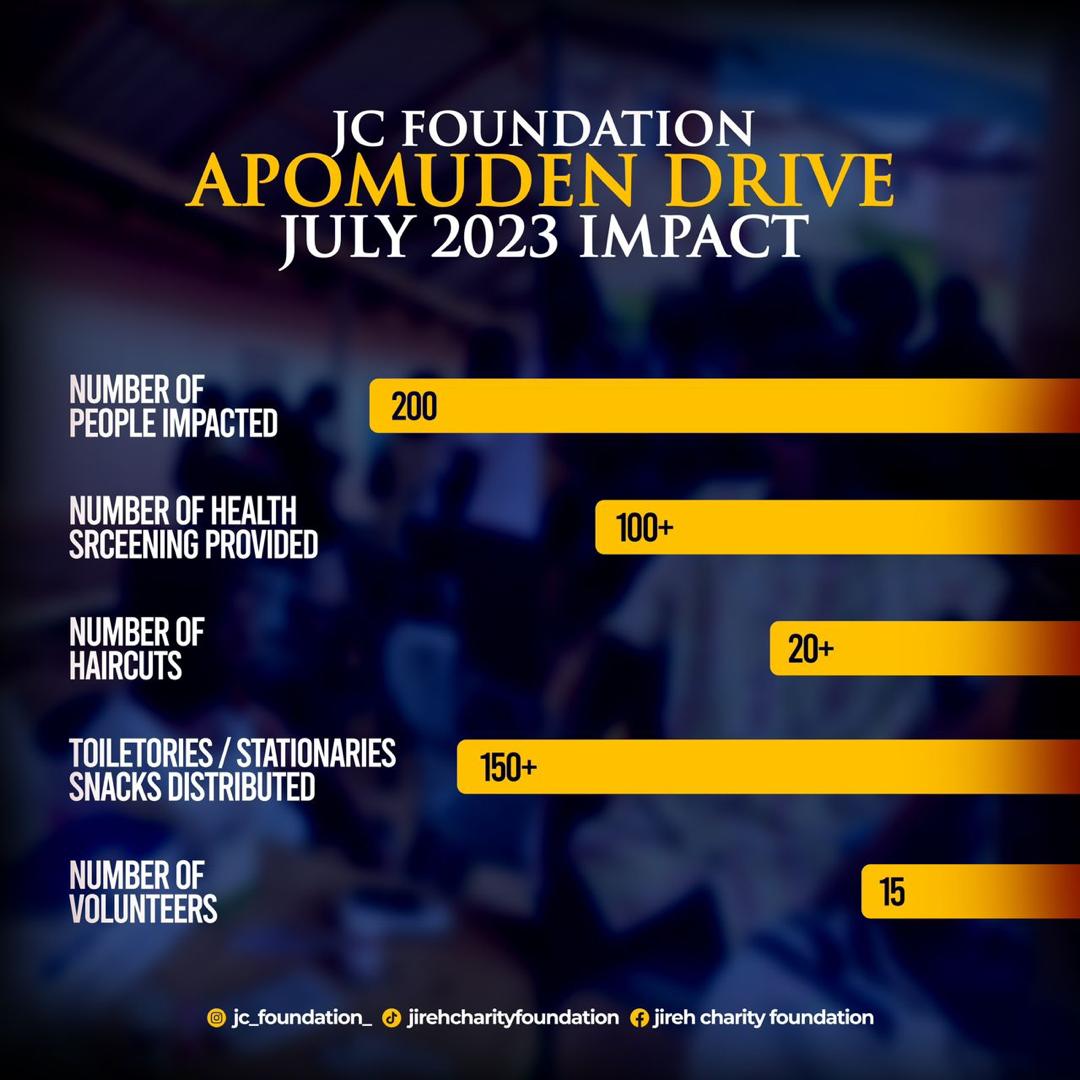 JC FOUNDATION
APOMUDEN DRIVE
JULY 2023 IMPACT
NUMBER OF
PEOPLE IMPACTED
200
NUMBER OF HEALTH
SRCEENING PROVIDED
100+
NUMBER OF
HAIRCUTS
20+
TOILETORIES / STATIONARIES
SNACKS DISTRIBUTED
150+
NUMBER OF
VOLUNTEERS
15
jc_foundation_ jirehcharityfoundation jireh charity foundation